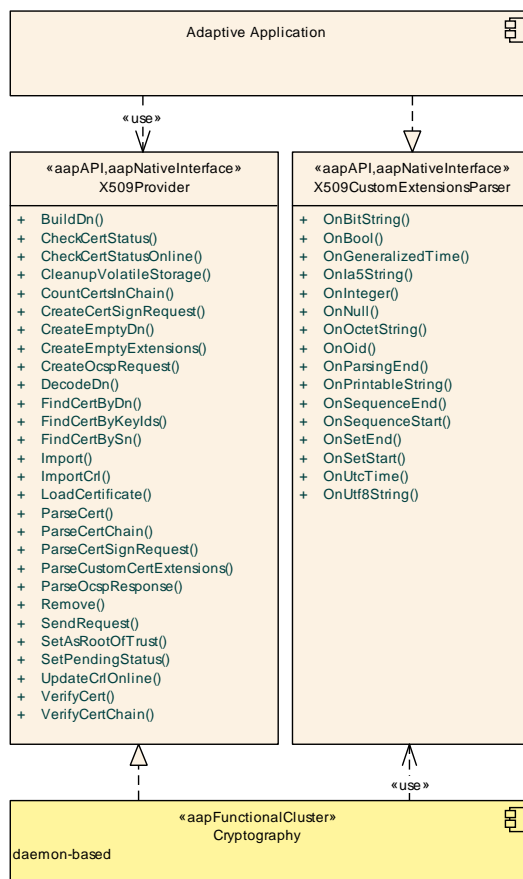 Adaptive Application
«use»
«aapAPI,aapNativeInterface»
X509Provider
+ BuildDn()
+ CheckCertStatus()
+ CheckCertStatusOnline()
+ CleanupVolatileStorage()
+ CountCertsInChain()
+ CreateCertSignRequest()
+ CreateEmptyDn()
+ CreateEmptyExtensions()
+ CreateOcspRequest()
+ DecodeDn()
+ FindCertByDn()
+ FindCertByKeyIds()
+ FindCertBySn()
+ Import()
+ ImportCrl()
+ LoadCertificate()
+ ParseCert()
+ ParseCertChain()
+ ParseCertSignRequest()
+ ParseCustomCertExtensions()
+ ParseOcspResponse()
+ Remove()
+ SendRequest()
+ SetAsRootOfTrust()
+ SetPendingStatus()
+ UpdateCrlOnline()
+ VerifyCert()
+ VerifyCertChain()
«aapAPI,aapNativeInterface»
X509CustomExtensionsParser
+ OnBitString()
+ OnBool()
+ OnGeneralizedTime()
+ OnIa5String()
+ OnInteger()
+ OnNull()
+ OnOctetString()
+ OnOid()
+ OnParsingEnd()
+ OnPrintableString()
+ OnSequenceEnd()
+ OnSequenceStart()
+ OnSetEnd()
+ OnSetStart()
+ OnUtcTime()
+ OnUtf8String()
«use»
«aapFunctionalCluster»
Cryptography
daemon-based